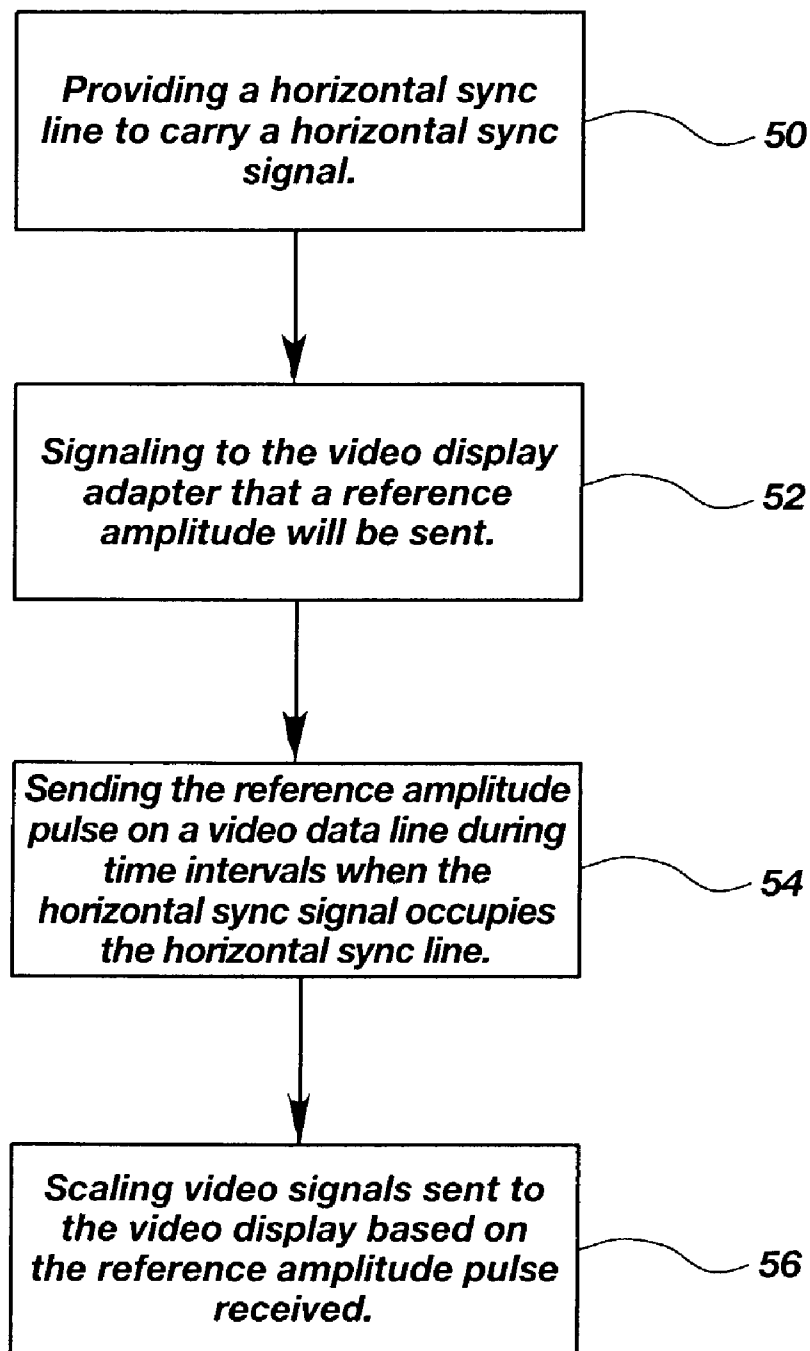 Providing a horizontal sync
line to carry a horizontal sync
signal.
50
Signaling to the video display
adapter that a reference
amplitude will be sent.
52
Sending the reference amplitude
pulse on a video data line during
time intervals when the
horizontal sync signal occupies
the horizontal sync line.
54
Scaling video signals sent to
the video display based on
the reference amplitude pulse
received.
56